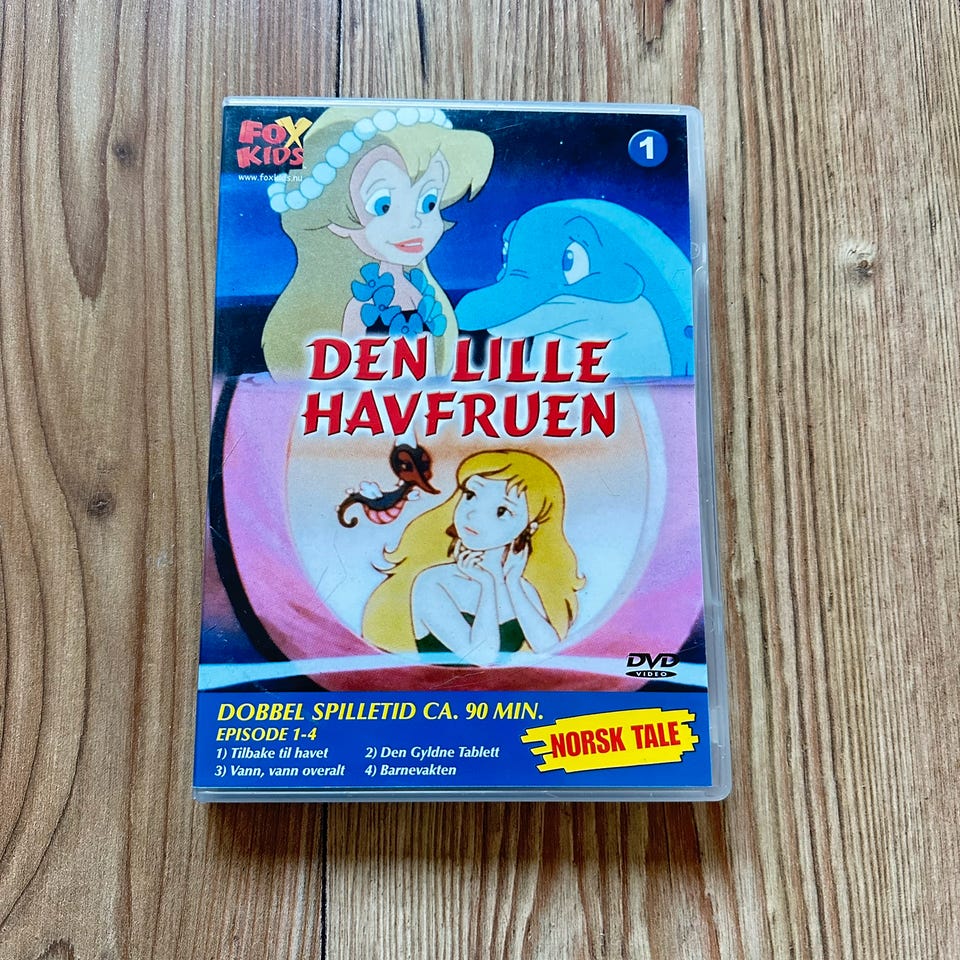 FOX
KIDS
www.foxkids.nu
1
DEN LILLE
HAVFRUEN
DVD
VIDEO
DOBBEL SPILLETID CA. 90 MIN.
EPISODE 1-4
1) Tilbake til havet 2) Den Gyldne Tablett
3) Vann, vann overalt 4) Barnevakten
NORSK TALE